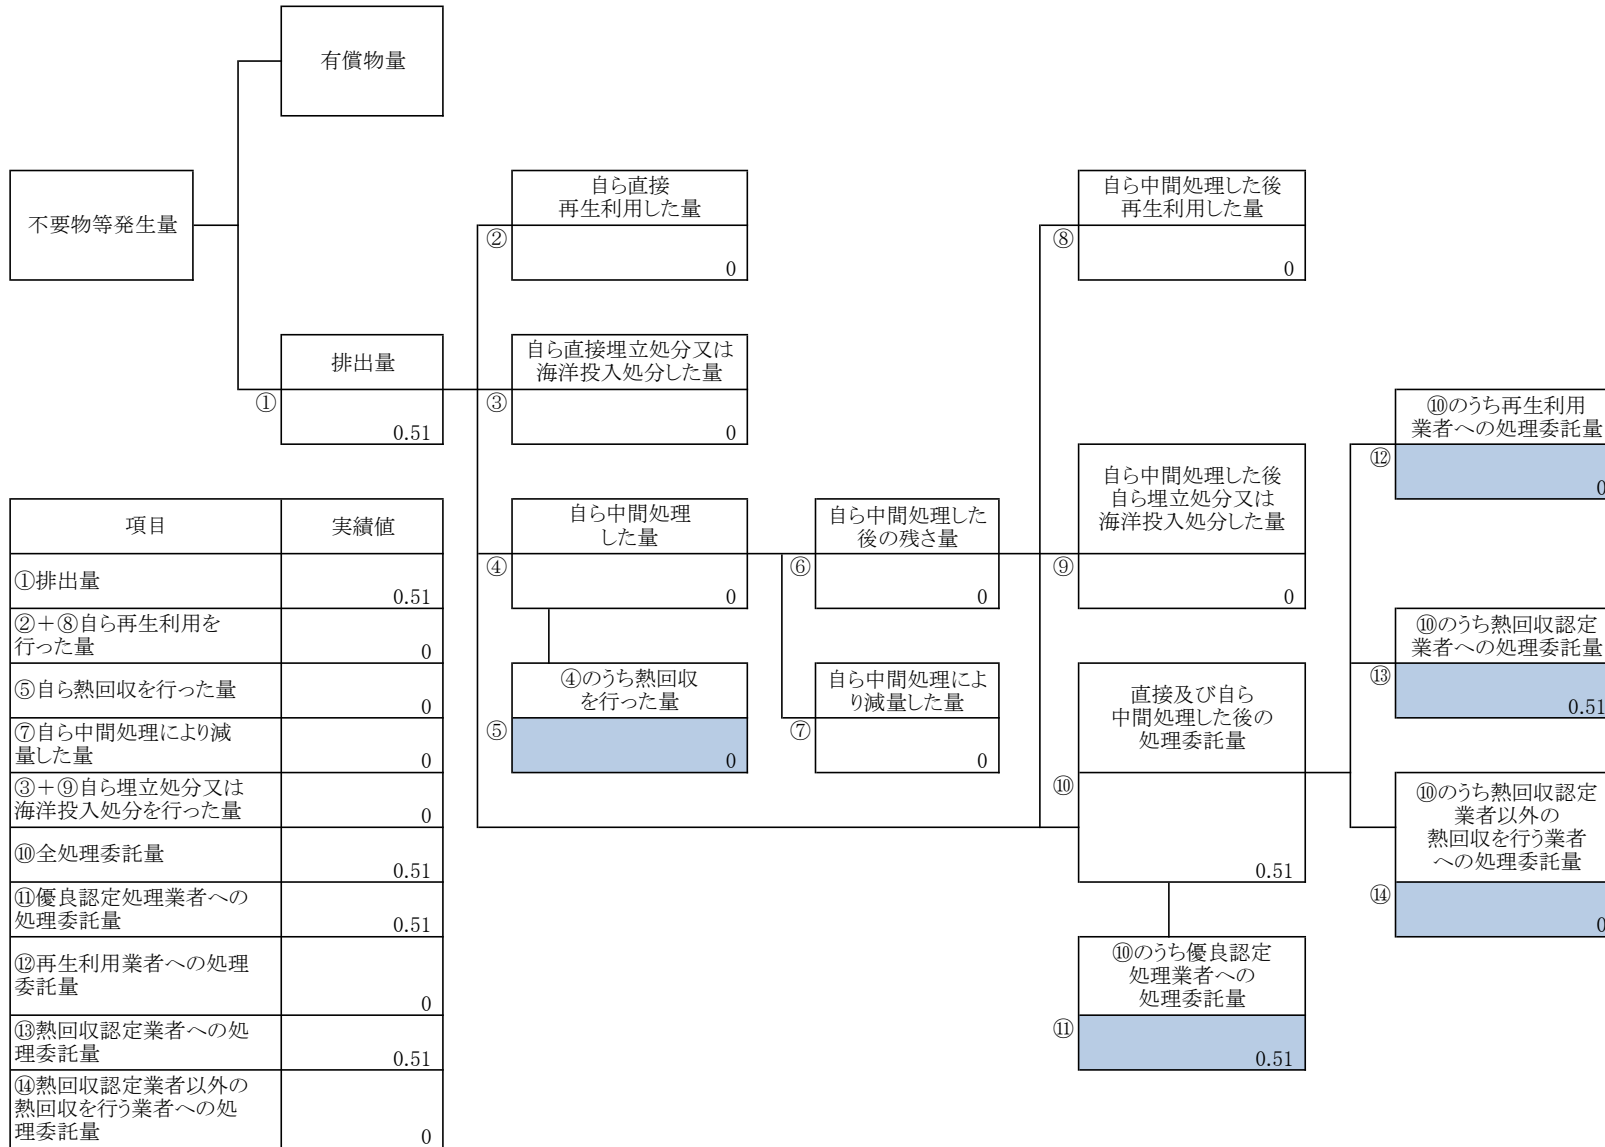 有償物量
不要物等発生量
自ら直接
再生利用した量
②
0
自ら中間処理した後
再生利用した量
⑧
0
排出量
①
0.51
自ら直接埋立処分又は
海洋投入処分した量
③
0
自ら中間処理
した量
④
0
自ら中間処理した
後の残さ量
⑥
0
自ら中間処理した後
自ら埋立処分又は
海洋投入処分した量
⑨
0
④のうち熱回収
を行った量
⑤
0
自ら中間処理によ
り減量した量
⑦
0
直接及び自ら
中間処理した後の
処理委託量
⑩
0.51
⑩のうち優良認定
処理業者への
処理委託量
⑪
0.51
⑩のうち再生利用
業者への処理委託量
⑫
0
⑩のうち熱回収認定
業者への処理委託量
⑬
0.51
⑩のうち熱回収認定
業者以外の
熱回収を行う業者
への処理委託量
⑭
0
項目 実績値
①排出量
0.51
②+⑧自ら再生利用を
行った量
0
⑤自ら熱回収を行った量
0
⑦自ら中間処理により減
量した量
0
③+⑨自ら埋立処分又は
海洋投入処分を行った量
0
⑩全処理委託量
0.51
⑪優良認定処理業者への
処理委託量
0.51
⑫再生利用業者への処理
委託量
0
⑬熱回収認定業者への処
理委託量
0.51
⑭熱回収認定業者以外の
熱回収を行う業者への処
理委託量
0